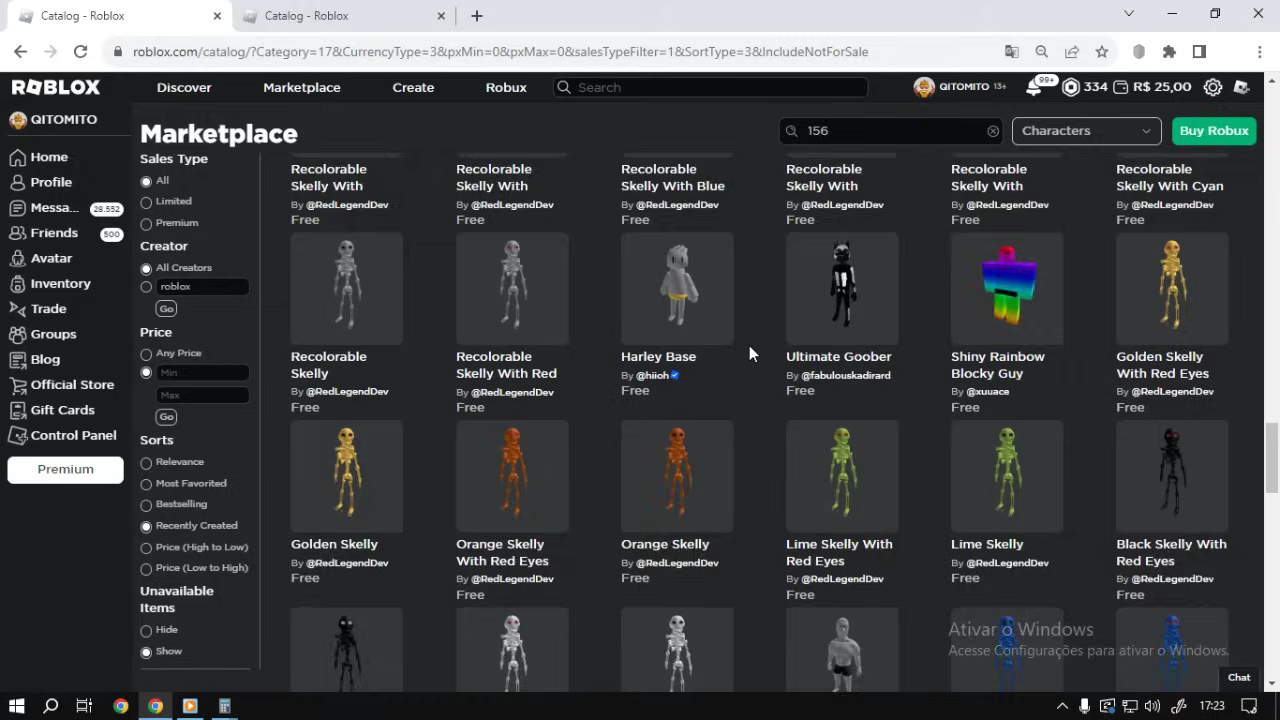 Catalog - Roblox
Catalog - Roblox
roblox.com/catalog/?Category=17&CurrencyType=3&pxMin=0&pxMax=0&salesTypeFilter=1&SortType=3&IncludeNotForSale
ROBLOX
Discover
Marketplace
Create
Robux
Search
QITOMITO 13+
99+
334
R$ 25,00
QITOMITO
Home
Profile
Messa... 28.552
Friends 500
Avatar
Inventory
Trade
Groups
Blog
Official Store
Gift Cards
Control Panel
Premium
Marketplace
156
Characters
Buy Robux
Sales Type
All
Limited
Premium
Creator
All Creators
roblox
Go
Price
Any Price
Min
Max
Go
Sorts
Relevance
Most Favorited
Bestselling
Recently Created
Price (High to Low)
Price (Low to High)
Unavailable
Items
Hide
Show
Recolorable
Skelly With
By @RedLegendDev
Free
Recolorable
Skelly With
By @RedLegendDev
Free
Recolorable
Skelly With Blue
By @RedLegendDev
Free
Recolorable
Skelly With
By @RedLegendDev
Free
Recolorable
Skelly With
By @RedLegendDev
Free
Recolorable
Skelly With Cyan
By @RedLegendDev
Free
Recolorable
Skelly
By @RedLegendDev
Free
Recolorable
Skelly With Red
By @RedLegendDev
Free
Harley Base
By @hiioh
Free
Ultimate Goober
By @fabulouskadirard
Free
Shiny Rainbow
Blocky Guy
By @xuuace
Free
Golden Skelly
With Red Eyes
By @RedLegendDev
Free
Golden Skelly
By @RedLegendDev
Free
Orange Skelly
With Red Eyes
By @RedLegendDev
Free
Orange Skelly
By @RedLegendDev
Free
Lime Skelly With
Red Eyes
By @RedLegendDev
Free
Lime Skelly
By @RedLegendDev
Free
Black Skelly With
Red Eyes
By @RedLegendDev
Free
Ativar o Windows
Acesse Configurações para ativar o Windows.
Chat
17:23